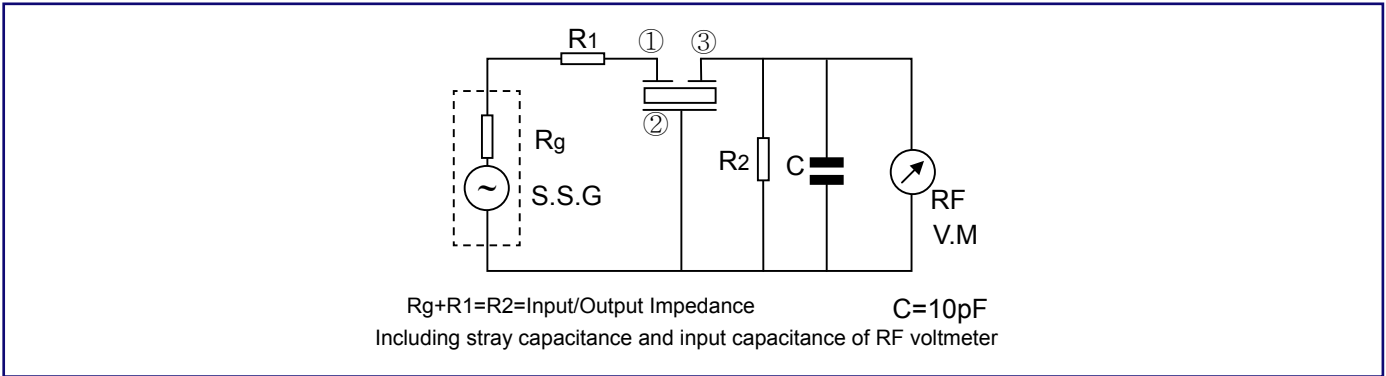 R1
①
③
②
Rg
~
S.S.G
R2
C
RF
V.M
Rg+R1=R2=Input/Output Impedance
C=10pF
Including stray capacitance and input capacitance of RF voltmeter